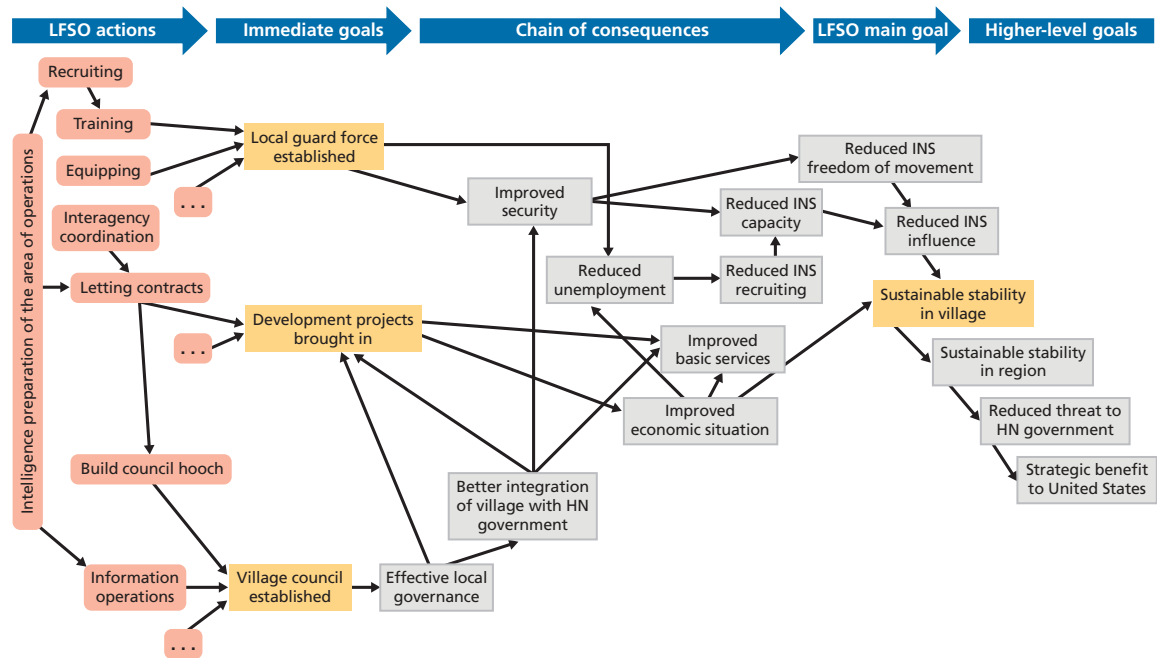 LFSO actions
Immediate goals
Chain of consequences
LFSO main goal
Higher-level goals
Intelligence preparation of the area of operations
Recruiting
Training
Equipping
. . .
Interagency
coordination
Letting contracts
. . .
Build council hooch
Information
operations
. . .
Local guard force
established
Development projects
brought in
Village council
established
Effective local
governance
Better integration
of village with HN
government
Improved
security
Reduced
unemployment
Reduced INS
capacity
Reduced INS
recruiting
Improved
basic services
Improved
economic situation
Reduced INS
freedom of movement
Reduced INS
influence
Sustainable stability
in village
Sustainable stability
in region
Reduced threat to
HN government
Strategic benefit
to United States